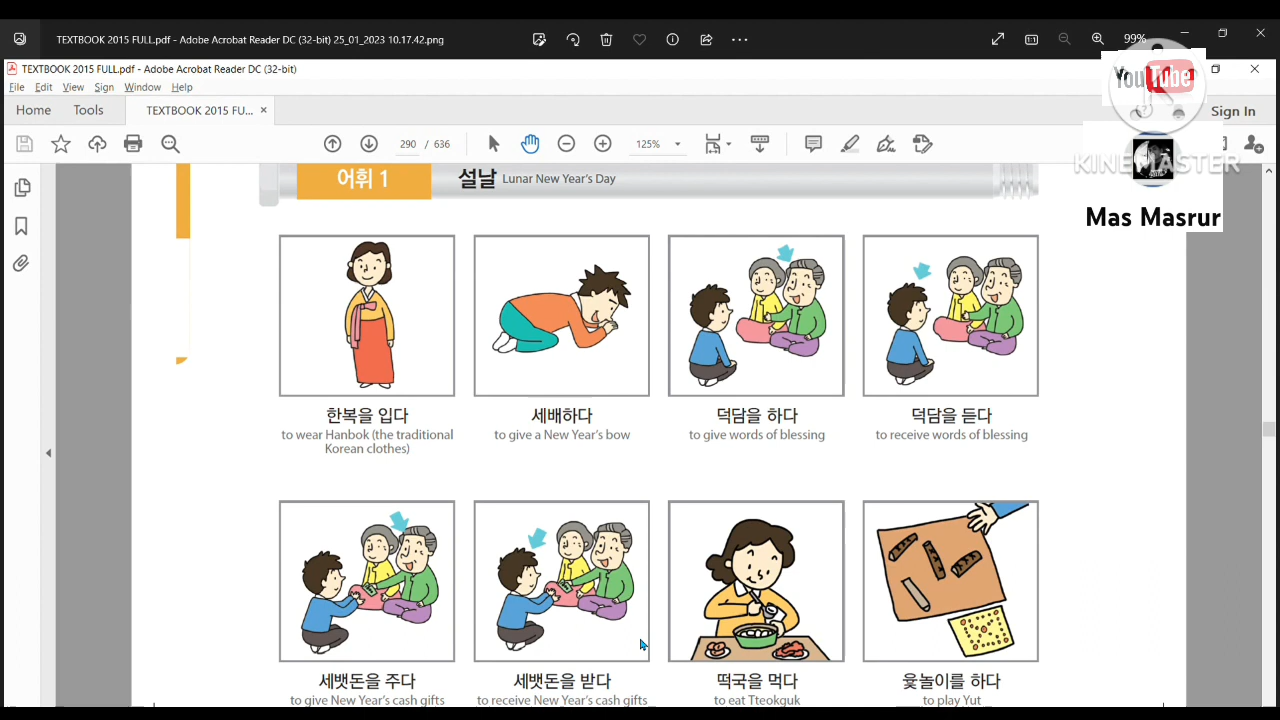 TEXTBOOK 2015 FULL.pdf - Adobe Acrobat Reader DC (32-bit) 25_01_2023 10.17.42.png
99%
TEXTBOOK 2015 FULL.pdf - Adobe Acrobat Reader DC (32-bit)
File Edit View Sign Window Help
YouTube
Home Tools TEXTBOOK 2015 FU... × Sign In
290 / 636 125%
KINEMASTER
Mas Masrur
어휘 1 설날 Lunar New Year's Day
한복을 입다
to wear Hanbok (the traditional
Korean clothes)
세배하다
to give a New Year's bow
덕담을 하다
to give words of blessing
덕담을 듣다
to receive words of blessing
세뱃돈을 주다
to give New Year's cash gifts
세뱃돈을 받다
to receive New Year's cash gifts
떡국을 먹다
to eat Tteokguk
윷놀이를 하다
to play Yut